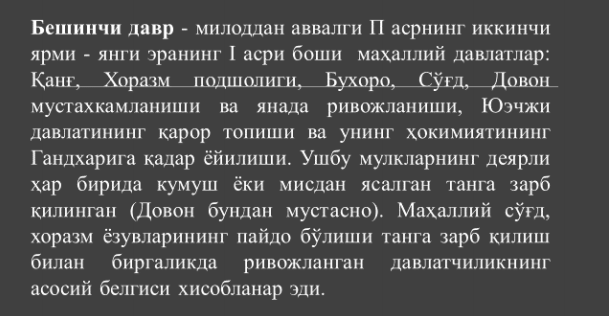 Бешинчи давр - милоддан аввалги П асрнинг иккинчи
ярми - янги эранинг I асри боши маҳаллий давлатлар:
Қанғ, Хоразм подшолиги, Бухоро, Сўғд, Довон
мустахкамланиши ва янада ривожланиши, Юэчжи
давлатининг қарор топиши ва унинг ҳокимиятининг
Гандхарига қадар ёйилиши. Ушбу мулкларнинг деярли
ҳар бирида кумуш ёки мисдан ясалган танга зарб
қилинган (Довон бундан мустасно). Маҳаллий сўғд,
хоразм ёзувларининг пайдо бўлиши танга зарб қилиш
билан биргаликда ривожланган давлатчиликнинг
асосий белгиси хисобланар эди.